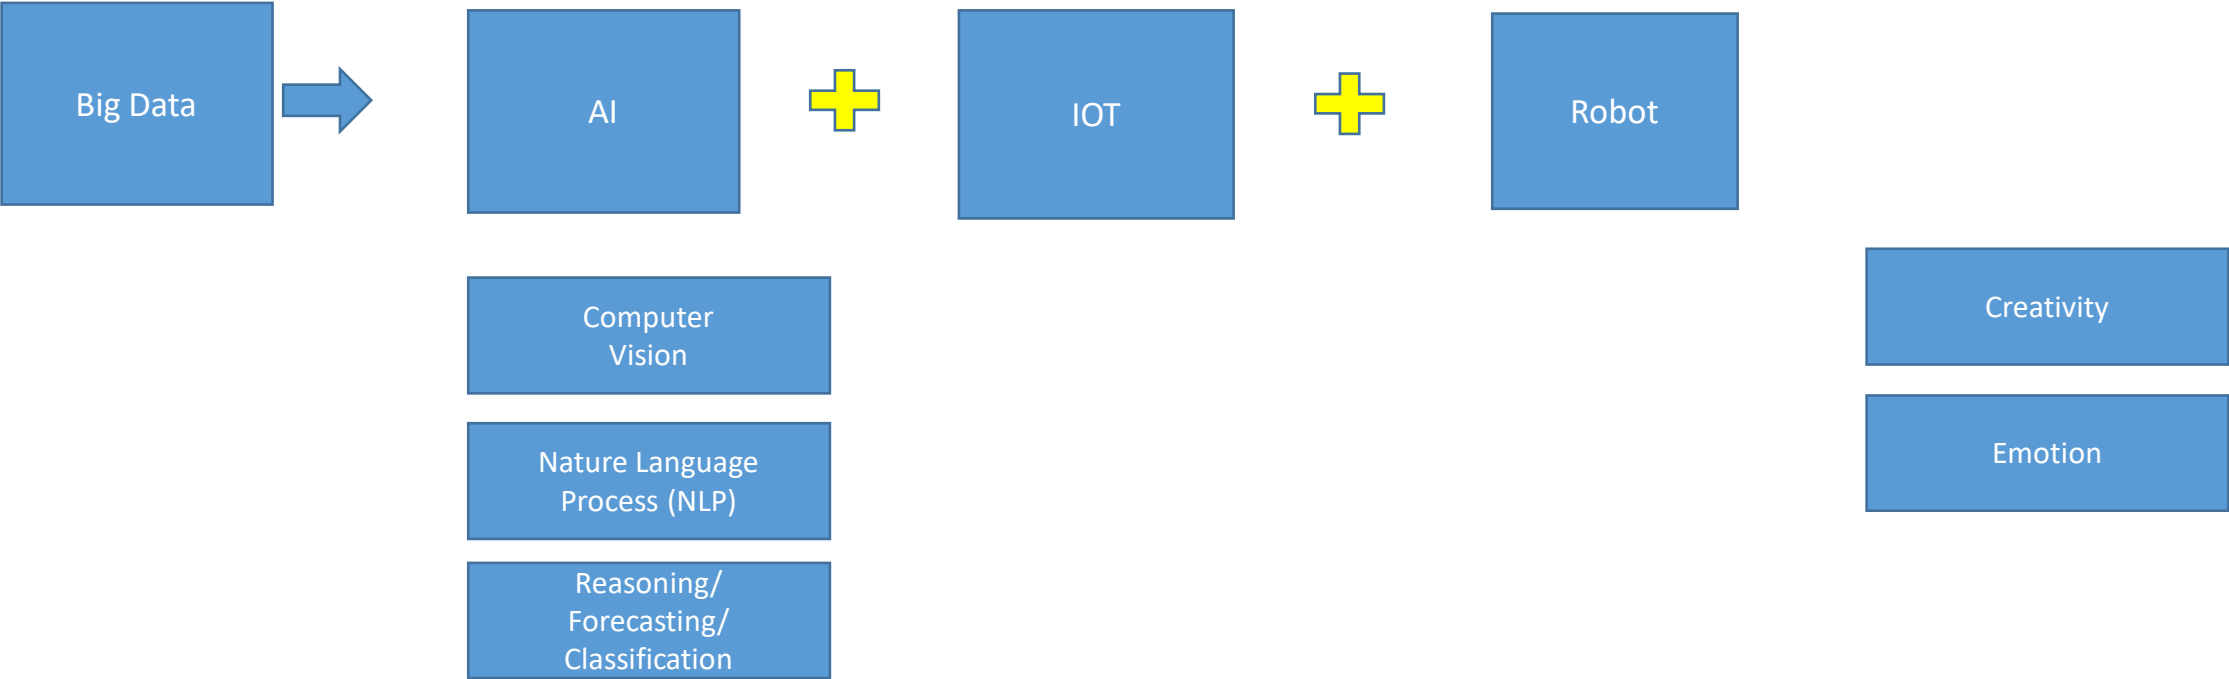 Big Data
AI
IOT
Robot
Computer
Vision
Nature Language
Process (NLP)
Reasoning/
Forecasting/
Classification
Creativity
Emotion